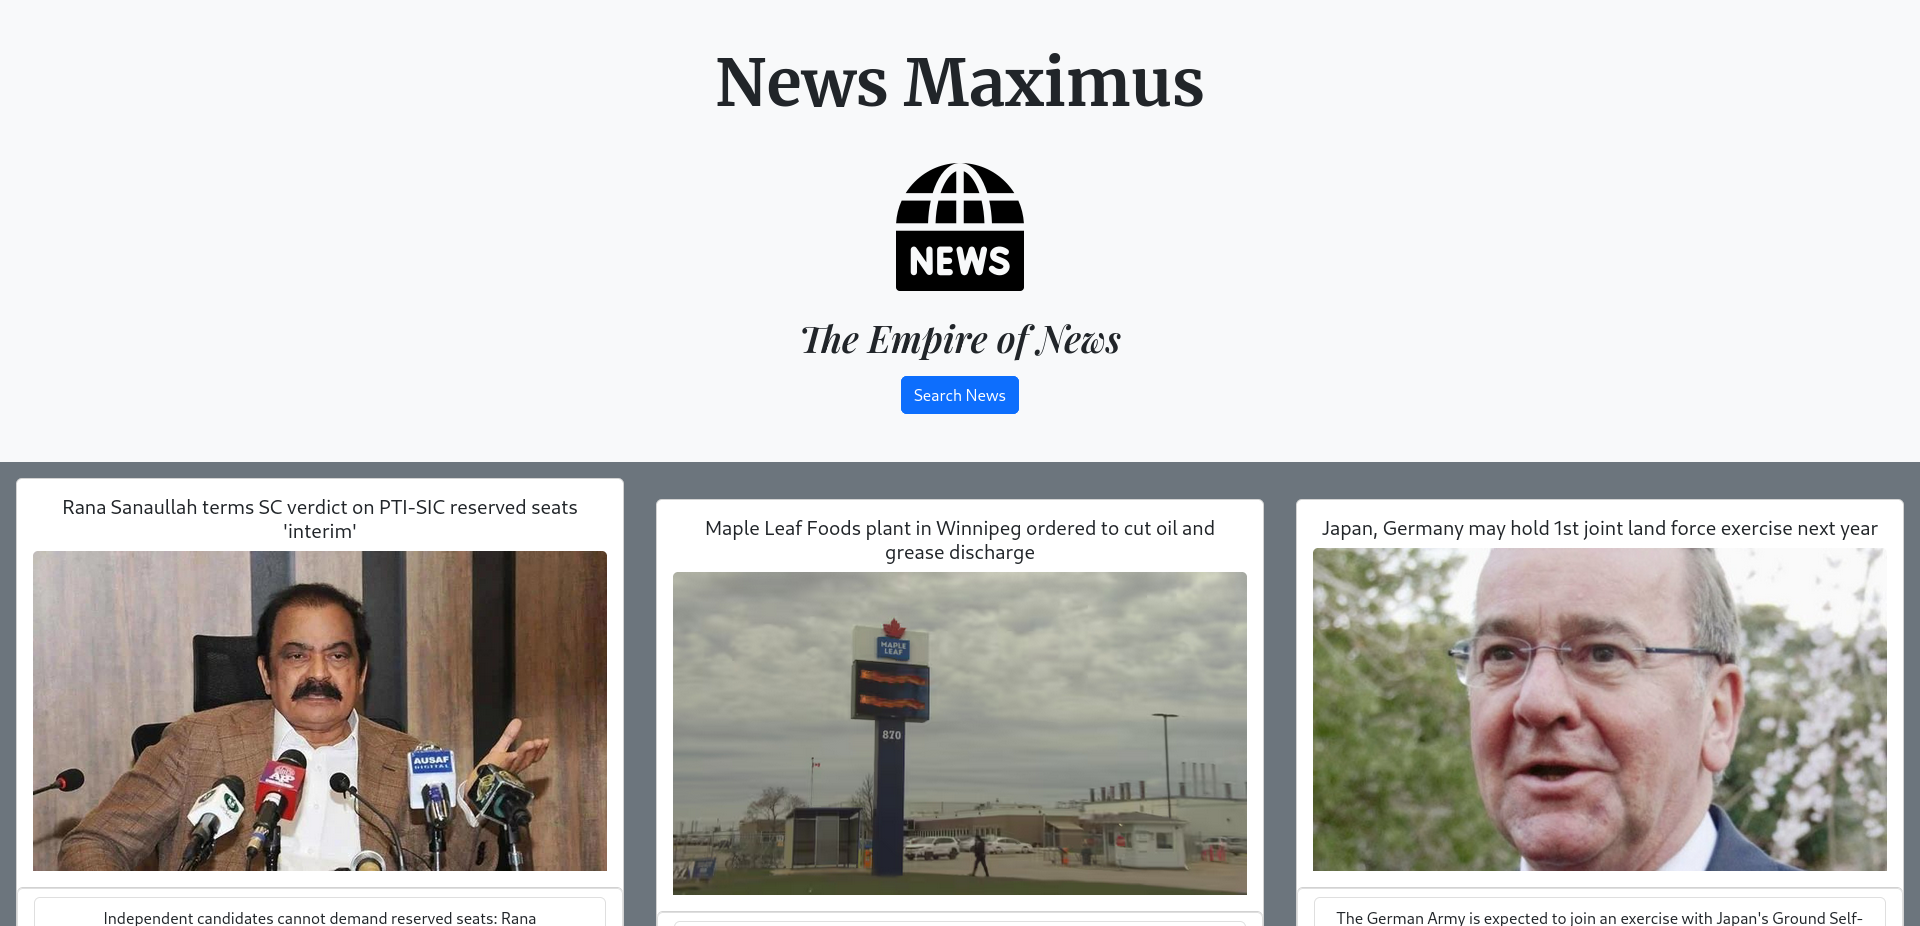 News Maximus
NEWS
The Empire of News
Search News
Rana Sanaullah terms SC verdict on PTI-SIC reserved seats
'interim'
AUSAF
DIGITAL
APP
Independent candidates cannot demand reserved seats: Rana
Maple Leaf Foods plant in Winnipeg ordered to cut oil and
grease discharge
MAPLE
LEAF
870
Japan, Germany may hold 1st joint land force exercise next year
The German Army is expected to join an exercise with Japan's Ground Self-